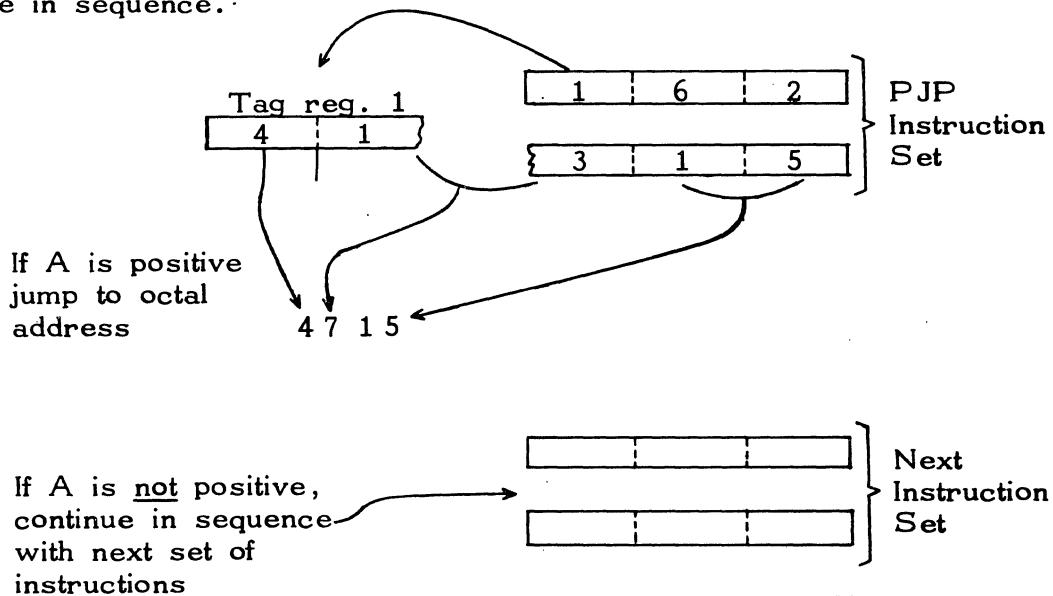 e in sequence.
Tag reg. 1
4 1
1 6 2
3 1 5
PJP
Instruction
Set
If A is positive
jump to octal
address
4 7 1 5
If A is not positive,
continue in sequence
with next set of
instructions
Next
Instruction
Set